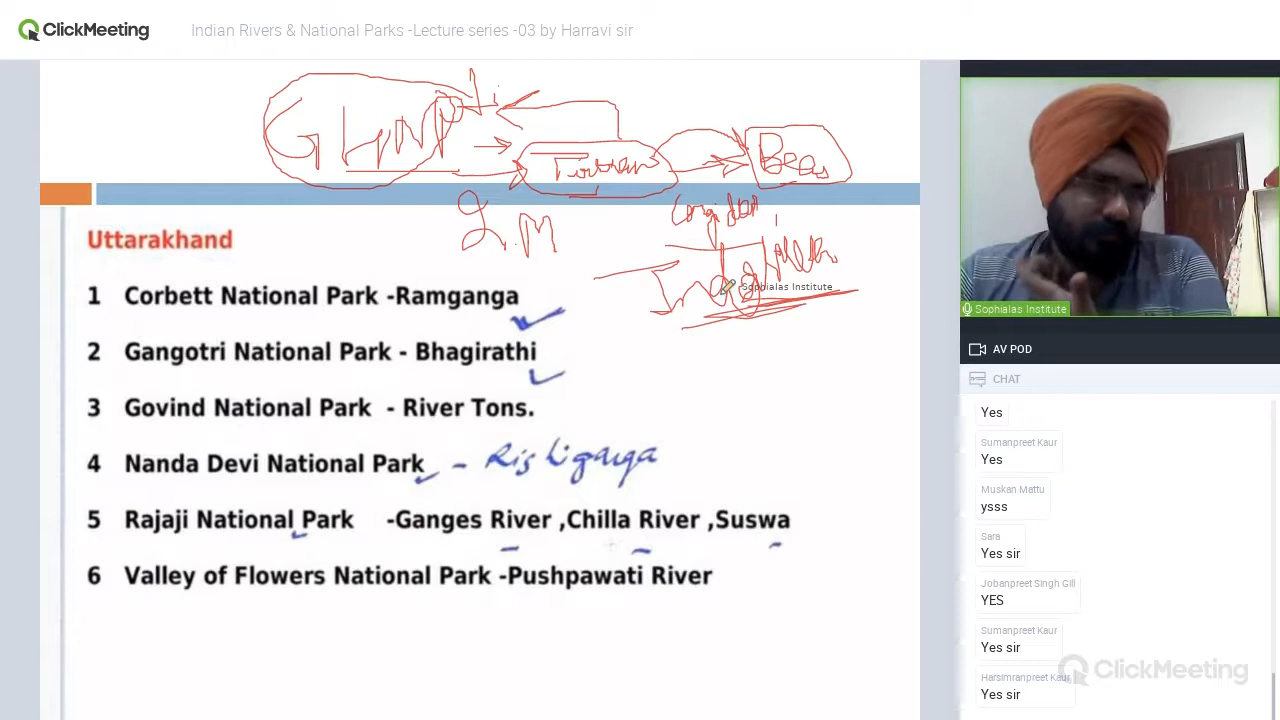 ClickMeeting
Indian Rivers & National Parks -Lecture series -03 by Harravi sir
Beas
Uttarakhand
1 Corbett National Park -Ramganga
2 Gangotri National Park - Bhagirathi
3 Govind National Park - River Tons.
4 Nanda Devi National Park - Rishiganga
5 Rajaji National Park -Ganges River ,Chilla River ,Suswa
6 Valley of Flowers National Park -Pushpawati River
Sophialas Institute
Sophialas Institute
AV POD
CHAT
Yes
Sumanpreet Kaur
Yes
Muskan Mattu
ysss
Sara
Yes sir
Jobanpreet Singh Gill
YES
Sumanpreet Kaur
Yes sir
Harsimranpreet Kaur
Yes sir
ClickMeeting